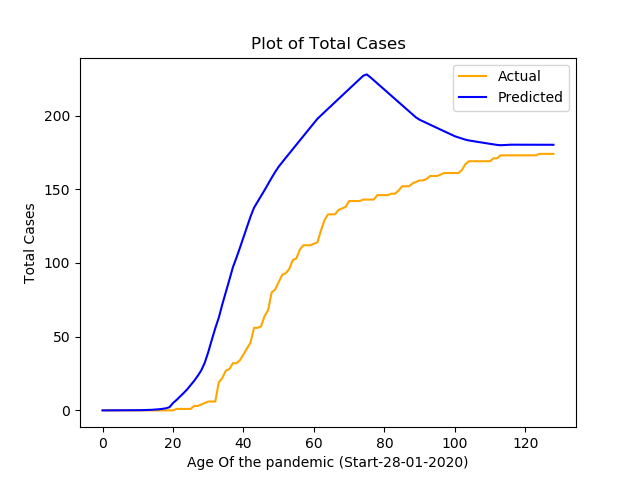 Plot of Total Cases
Actual
Predicted
Total Cases
200
150
100
50
0
0 20 40 60 80 100 120
Age Of the pandemic (Start-28-01-2020)